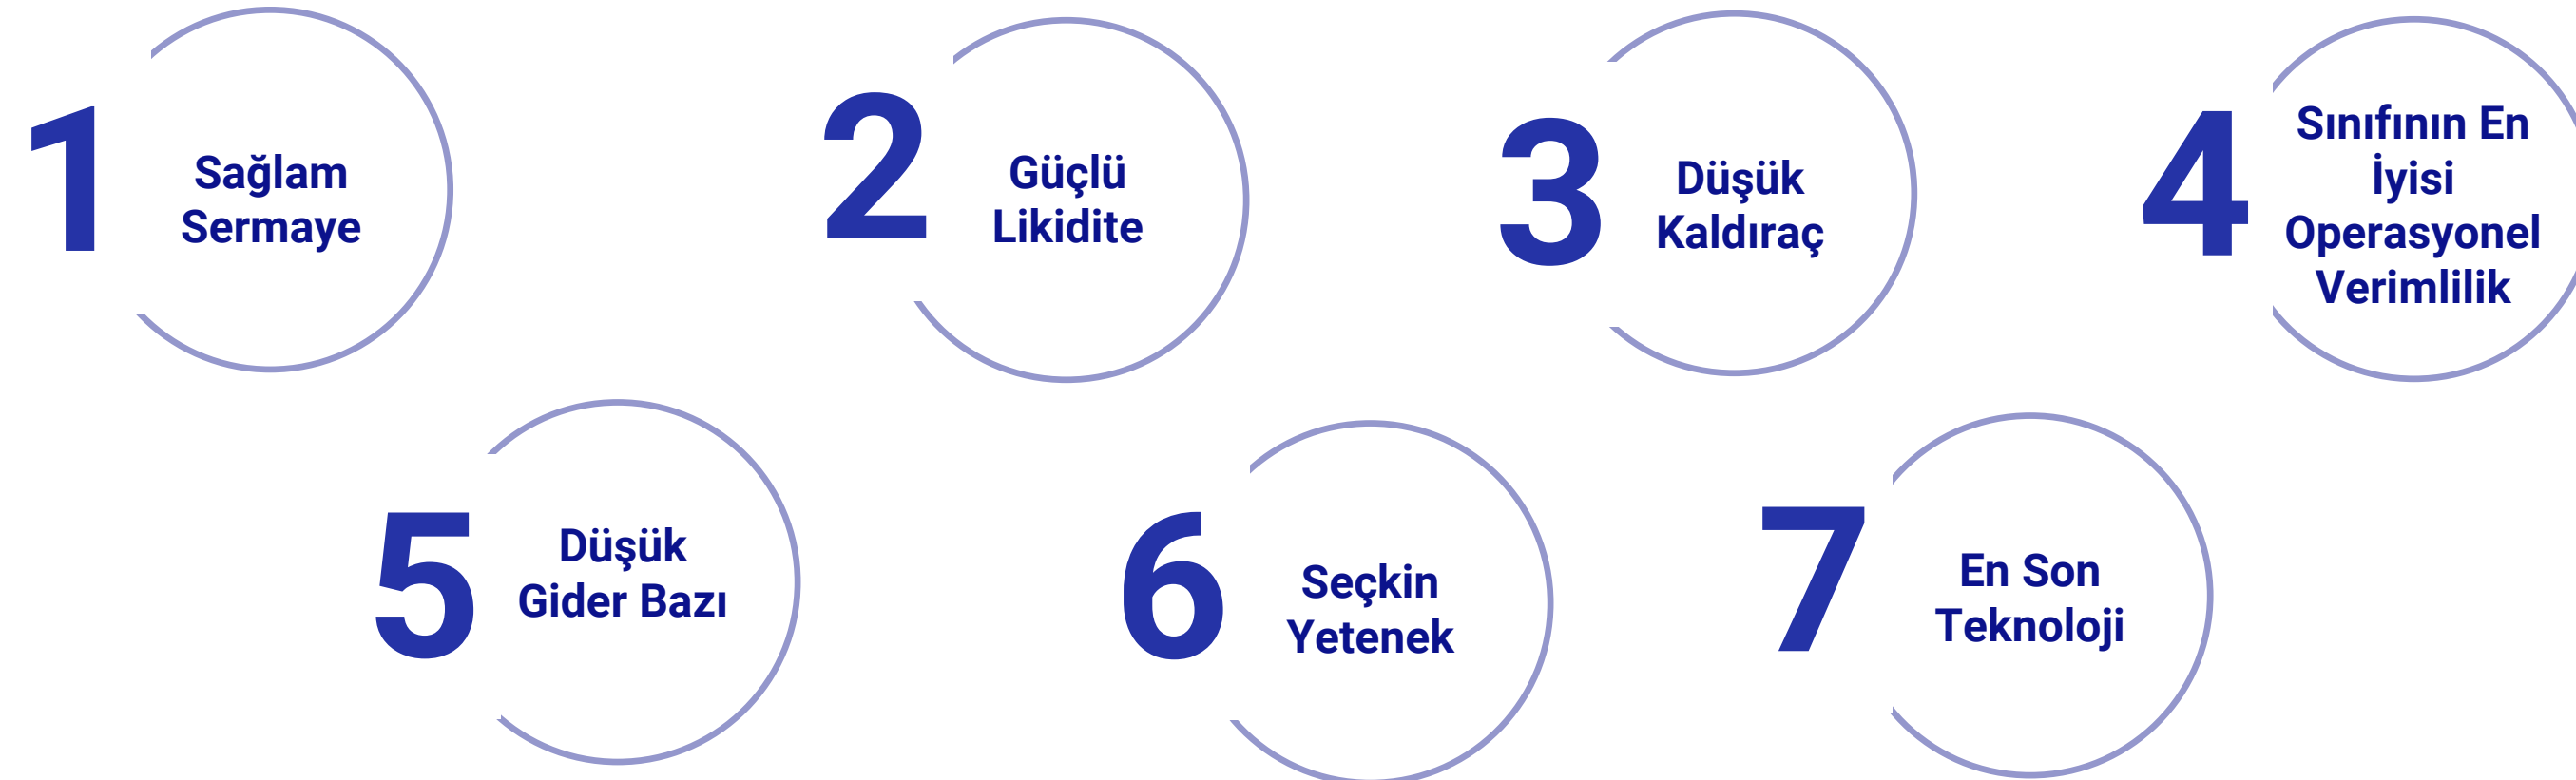 1
Sağlam
Sermaye
2
Güçlü
Likidite
3
Düşük
Kaldıraç
4
Sınıfının En
İyisi
Operasyonel
Verimlilik
5
Düşük
Gider Bazı
6
Seçkin
Yetenek
7
En Son
Teknoloji